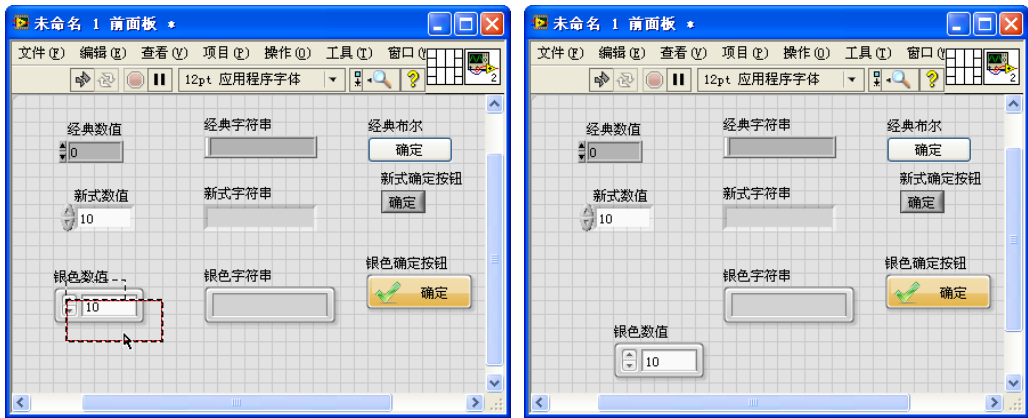 未命名 1 前面板 *
文件(F) 编辑(E) 查看(V) 项目(P) 操作(O) 工具(T) 窗口(
12pt 应用程序字体
2
经典数值
0
经典字符串
经典布尔
确定
新式数值
10
新式字符串
新式确定按钮
确定
银色数值
10
银色字符串
银色确定按钮
确定
未命名 1 前面板 *
文件(F) 编辑(E) 查看(V) 项目(P) 操作(O) 工具(T) 窗口(
12pt 应用程序字体
2
经典数值
0
经典字符串
经典布尔
确定
新式数值
10
新式字符串
新式确定按钮
确定
银色字符串
银色确定按钮
确定
银色数值
10